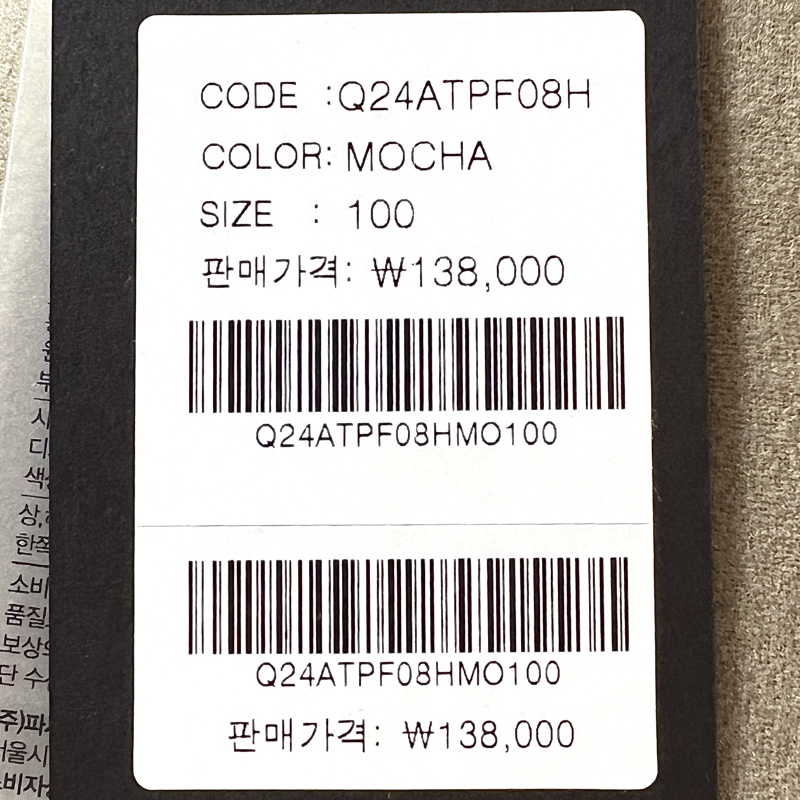 CODE :Q24ATPF08H
COLOR: MOCHA
SIZE : 100
판매가격: ₩138,000
Q24ATPF08HMO100
Q24ATPF08HMO100
판매가격: ₩138,000